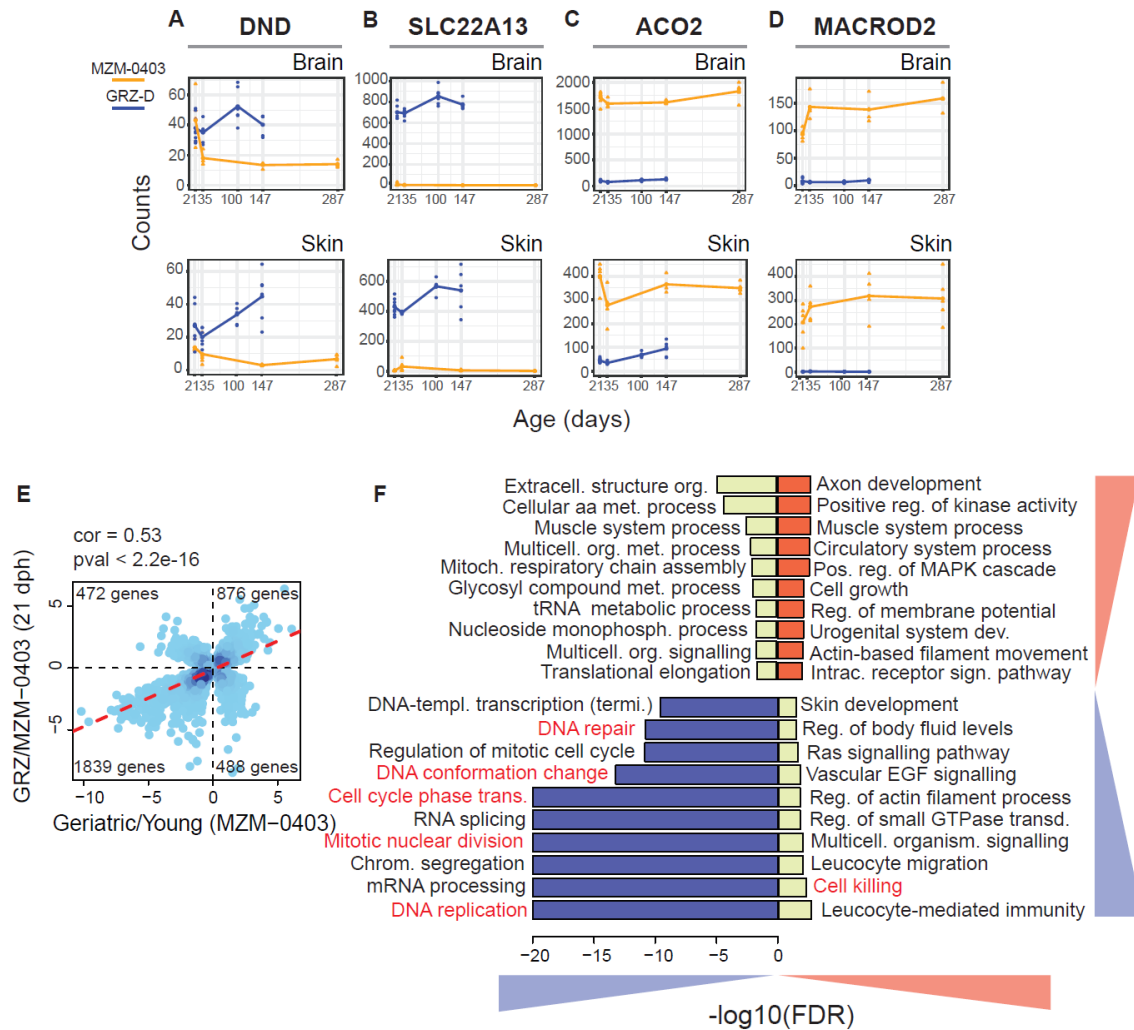 A DND
B SLC22A13
C ACO2
D MACROD2
MZM-0403
GRZ-D
Brain
Brain
Brain
Brain
60
40
20
0
2135 100 147 287
1000
800
600
400
200
0
2135 100 147 287
2000
1500
1000
500
0
2135 100 147 287
150
100
50
0
2135 100 147 287
Counts
Skin
Skin
Skin
Skin
60
40
20
0
2135 100 147 287
600
400
200
0
2135 100 147 287
400
300
200
100
0
2135 100 147 287
400
300
200
100
0
2135 100 147 287
Age (days)
E
cor = 0.53
pval < 2.2e-16
GRZ/MZM−0403 (21 dph)
472 genes 876 genes
1839 genes 488 genes
5
0
−5
−10 −5 0 5
Geriatric/Young (MZM−0403)
F
Extracell. structure org. Axon development
Cellular aa met. process Positive reg. of kinase activity
Muscle system process Muscle system process
Multicell. org. met. process Circulatory system process
Mitoch. respiratory chain assembly Pos. reg. of MAPK cascade
Glycosyl compound met. process Cell growth
tRNA metabolic process Reg. of membrane potential
Nucleoside monophosph. process Urogenital system dev.
Multicell. org. signalling Actin-based filament movement
Translational elongation Intrac. receptor sign. pathway
DNA-templ. transcription (termi.) Skin development
DNA repair Reg. of body fluid levels
Regulation of mitotic cell cycle Ras signalling pathway
DNA conformation change Vascular EGF signalling
Cell cycle phase trans. Reg. of actin filament process
RNA splicing Reg. of small GTPase transd.
Mitotic nuclear division Multicell. organism. signalling
Chrom. segregation Leucocyte migration
mRNA processing Cell killing
DNA replication Leucocyte-mediated immunity
−20 −15 −10 −5 0
-log10(FDR)